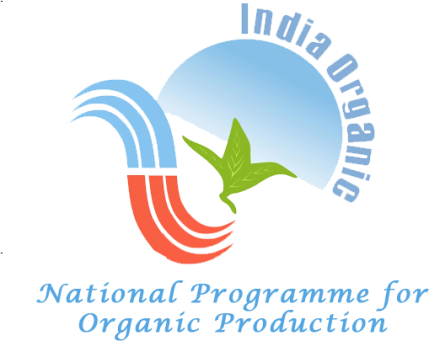 India Organic
National Programme for
Organic Production